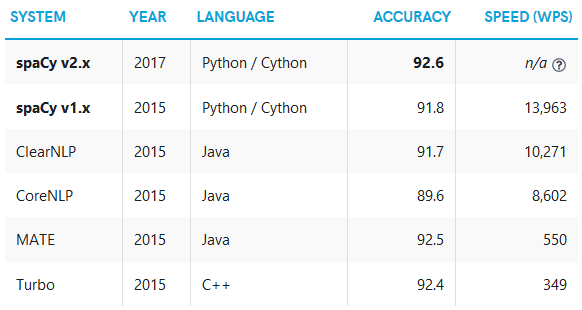 SYSTEM YEAR LANGUAGE ACCURACY SPEED (WPS)
spaCy v2.x 2017 Python / Cython 92.6 n/a ?
spaCy v1.x 2015 Python / Cython 91.8 13,963
ClearNLP 2015 Java 91.7 10,271
CoreNLP 2015 Java 89.6 8,602
MATE 2015 Java 92.5 550
Turbo 2015 C++ 92.4 349